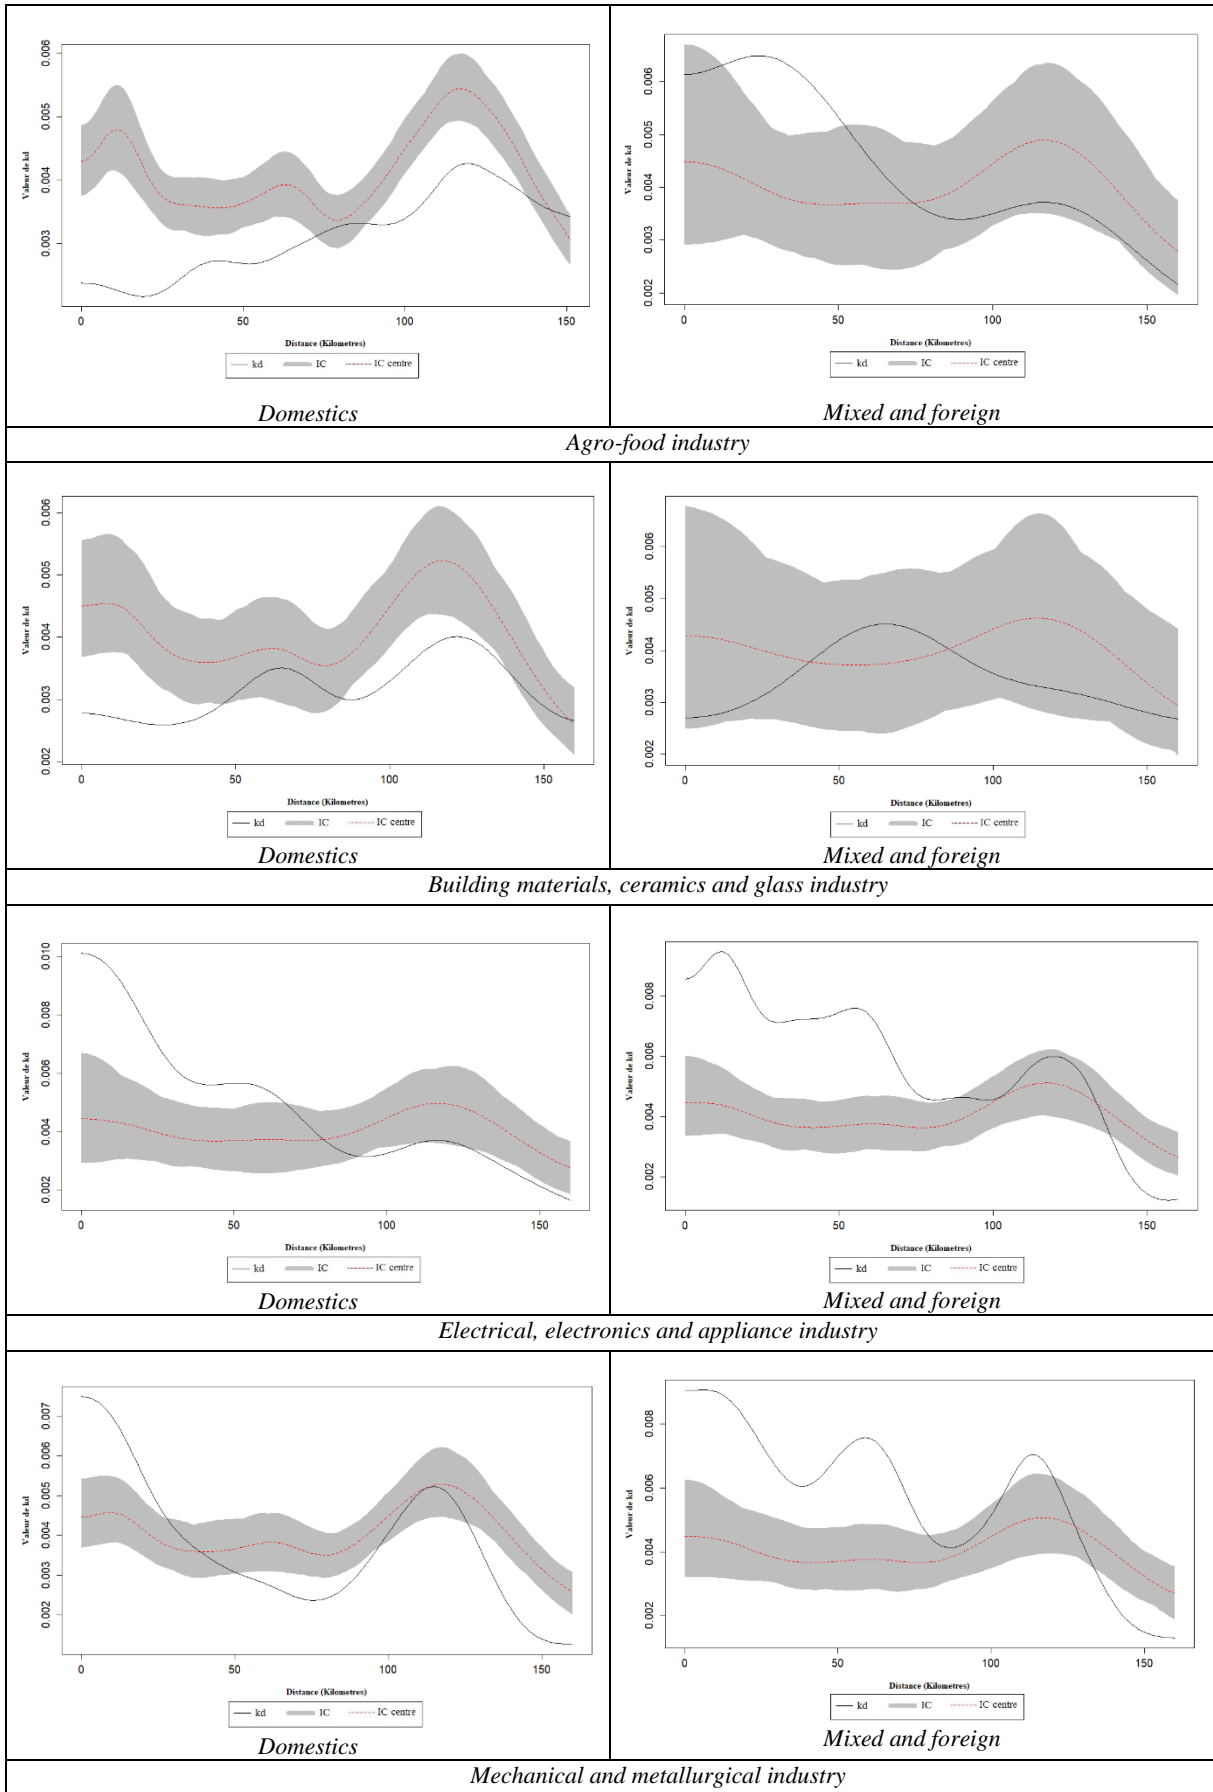 Valeur de kd
0.006
0.005
0.004
0.003
0 50 100 150
Distance (Kilometres)
kd IC IC centre
Domestics
Valeur de kd
0.006
0.005
0.004
0.003
0.002
0 50 100 150
Distance (Kilometres)
kd IC IC centre
Mixed and foreign
Agro-food industry
Valeur de kd
0.006
0.005
0.004
0.003
0.002
0 50 100 150
Distance (Kilometres)
kd IC IC centre
Domestics
Valeur de kd
0.006
0.005
0.004
0.003
0.002
0 50 100 150
Distance (Kilometres)
kd IC IC centre
Mixed and foreign
Building materials, ceramics and glass industry
Valeur de kd
0.010
0.008
0.006
0.004
0.002
0 50 100 150
Distance (Kilometres)
kd IC IC centre
Domestics
Valeur de kd
0.008
0.006
0.004
0.002
0 50 100 150
Distance (Kilometres)
kd IC IC centre
Mixed and foreign
Electrical, electronics and appliance industry
Valeur de kd
0.007
0.006
0.005
0.004
0.003
0.002
0 50 100 150
Distance (Kilometres)
kd IC IC centre
Domestics
Valeur de kd
0.008
0.006
0.004
0.002
0 50 100 150
Distance (Kilometres)
kd IC IC centre
Mixed and foreign
Mechanical and metallurgical industry